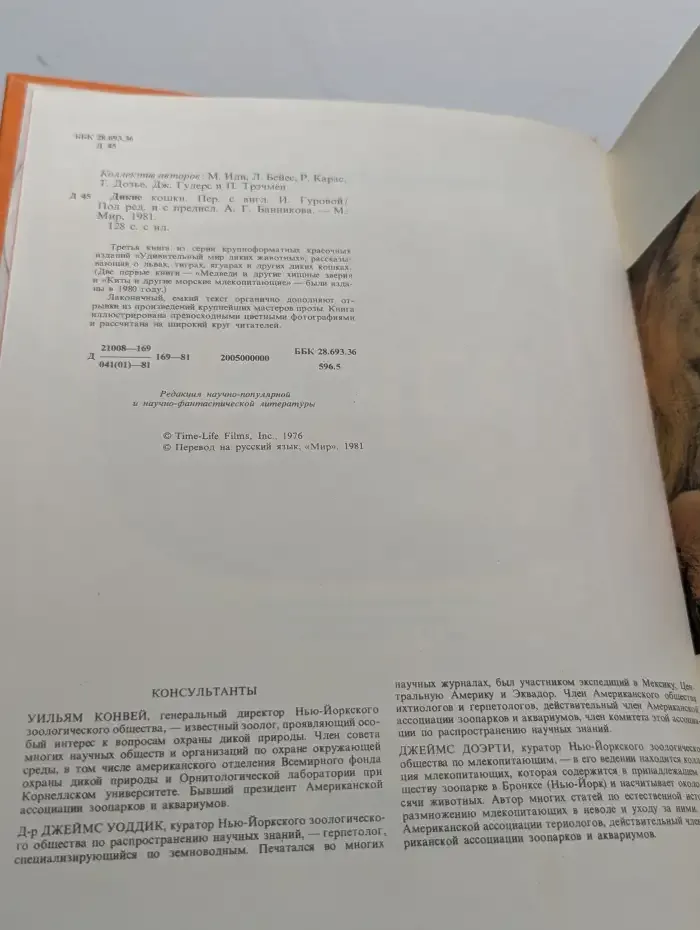 ББК 28.693.36
Д 45
Коллектив авторов: М. Иди, Л. Бейес, Р. Карас,
Т. Дозье, Дж. Гулерс и П. Трэчмен
Д 45 Дикие кошки. Пер. с англ. И. Гуровой/
Под ред. и с предисл. А. Г. Банникова. — М.
Мир, 1981.
128 с. с ил.
Третья книга из серии крупноформатных красочных
изданий «Удивительный мир диких животных», рассказы-
вающая о львах, тиграх, ягуарах и других диких кошках.
(Две первые книги — «Медведи и другие хищные звери»
и «Киты и другие морские млекопитающие» — были изда-
ны в 1980 году.)
Лаконичный, емкий текст органично дополняют от-
рывки из произведений крупнейших мастеров прозы. Книга
иллюстрирована превосходными цветными фотографиями
и рассчитана на широкий круг читателей.
Д 21008—169
041(01)—81 169—81 2005000000 ББК 28.693.36
596.5
Редакция научно-популярной
и научно-фантастической литературы
© Time-Life Films, Inc., 1976
© Перевод на русский язык, «Мир», 1981
КОНСУЛЬТАНТЫ
УИЛЬЯМ КОНВЕЙ, генеральный директор Нью-Йоркского
зоологического общества, — известный зоолог, проявляющий осо-
бый интерес к вопросам охраны дикой природы. Член совета
многих научных обществ и организаций по охране окружающей
среды, в том числе американского отделения Всемирного фонда
охраны дикой природы и Орнитологической лаборатории при
Корнеллском университете. Бывший президент Американской
ассоциации зоопарков и аквариумов.
Д-р ДЖЕЙМС УОДДИК, куратор Нью-Йоркского зоологическо-
го общества по распространению научных знаний, — герпетолог,
специализирующийся по земноводным. Печатался во многих
научных журналах, был участником экспедиций в Мексику, Цен-
тральную Америку и Эквадор. Член Американского общества
ихтиологов и герпетологов, действительный член Американской
ассоциации зоопарков и аквариумов, член комитета этой ассоциа-
ции по распространению научных знаний.
ДЖЕЙМС ДОЭРТИ, куратор Нью-Йоркского зоологическо
общества по млекопитающим, — в его ведении находится колл
ция млекопитающих, которая содержится в принадлежащем
ществу зоопарке в Бронксе (Нью-Йорк) и насчитывает около
сячи животных. Автор многих статей по естественной ист
размножению млекопитающих в неволе и уходу за ними.
Американской ассоциации териологов, действительный член
риканской ассоциации зоопарков и аквариумов.